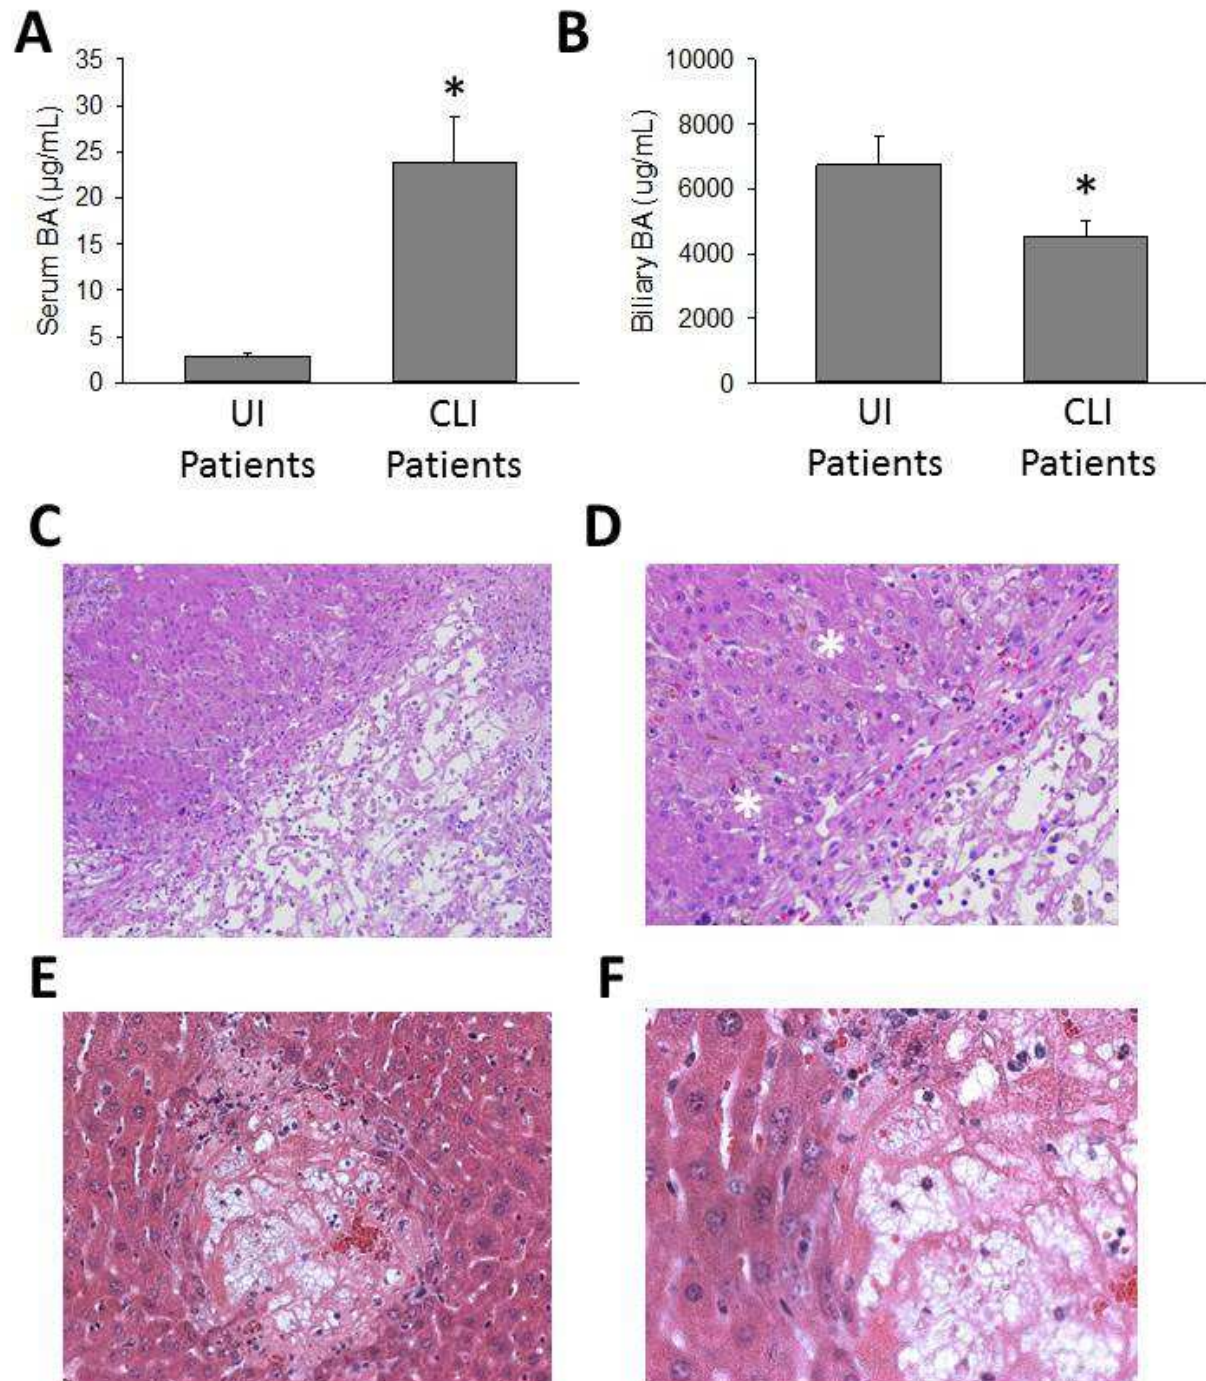 A
Serum BA (µg/mL)
35
30
25
20
15
10
5
0
*
UI
Patients
CLI
Patients
B
Biliary BA (ug/mL)
10000
8000
6000
4000
2000
0
*
UI
Patients
CLI
Patients
C
D
*
*
E
F